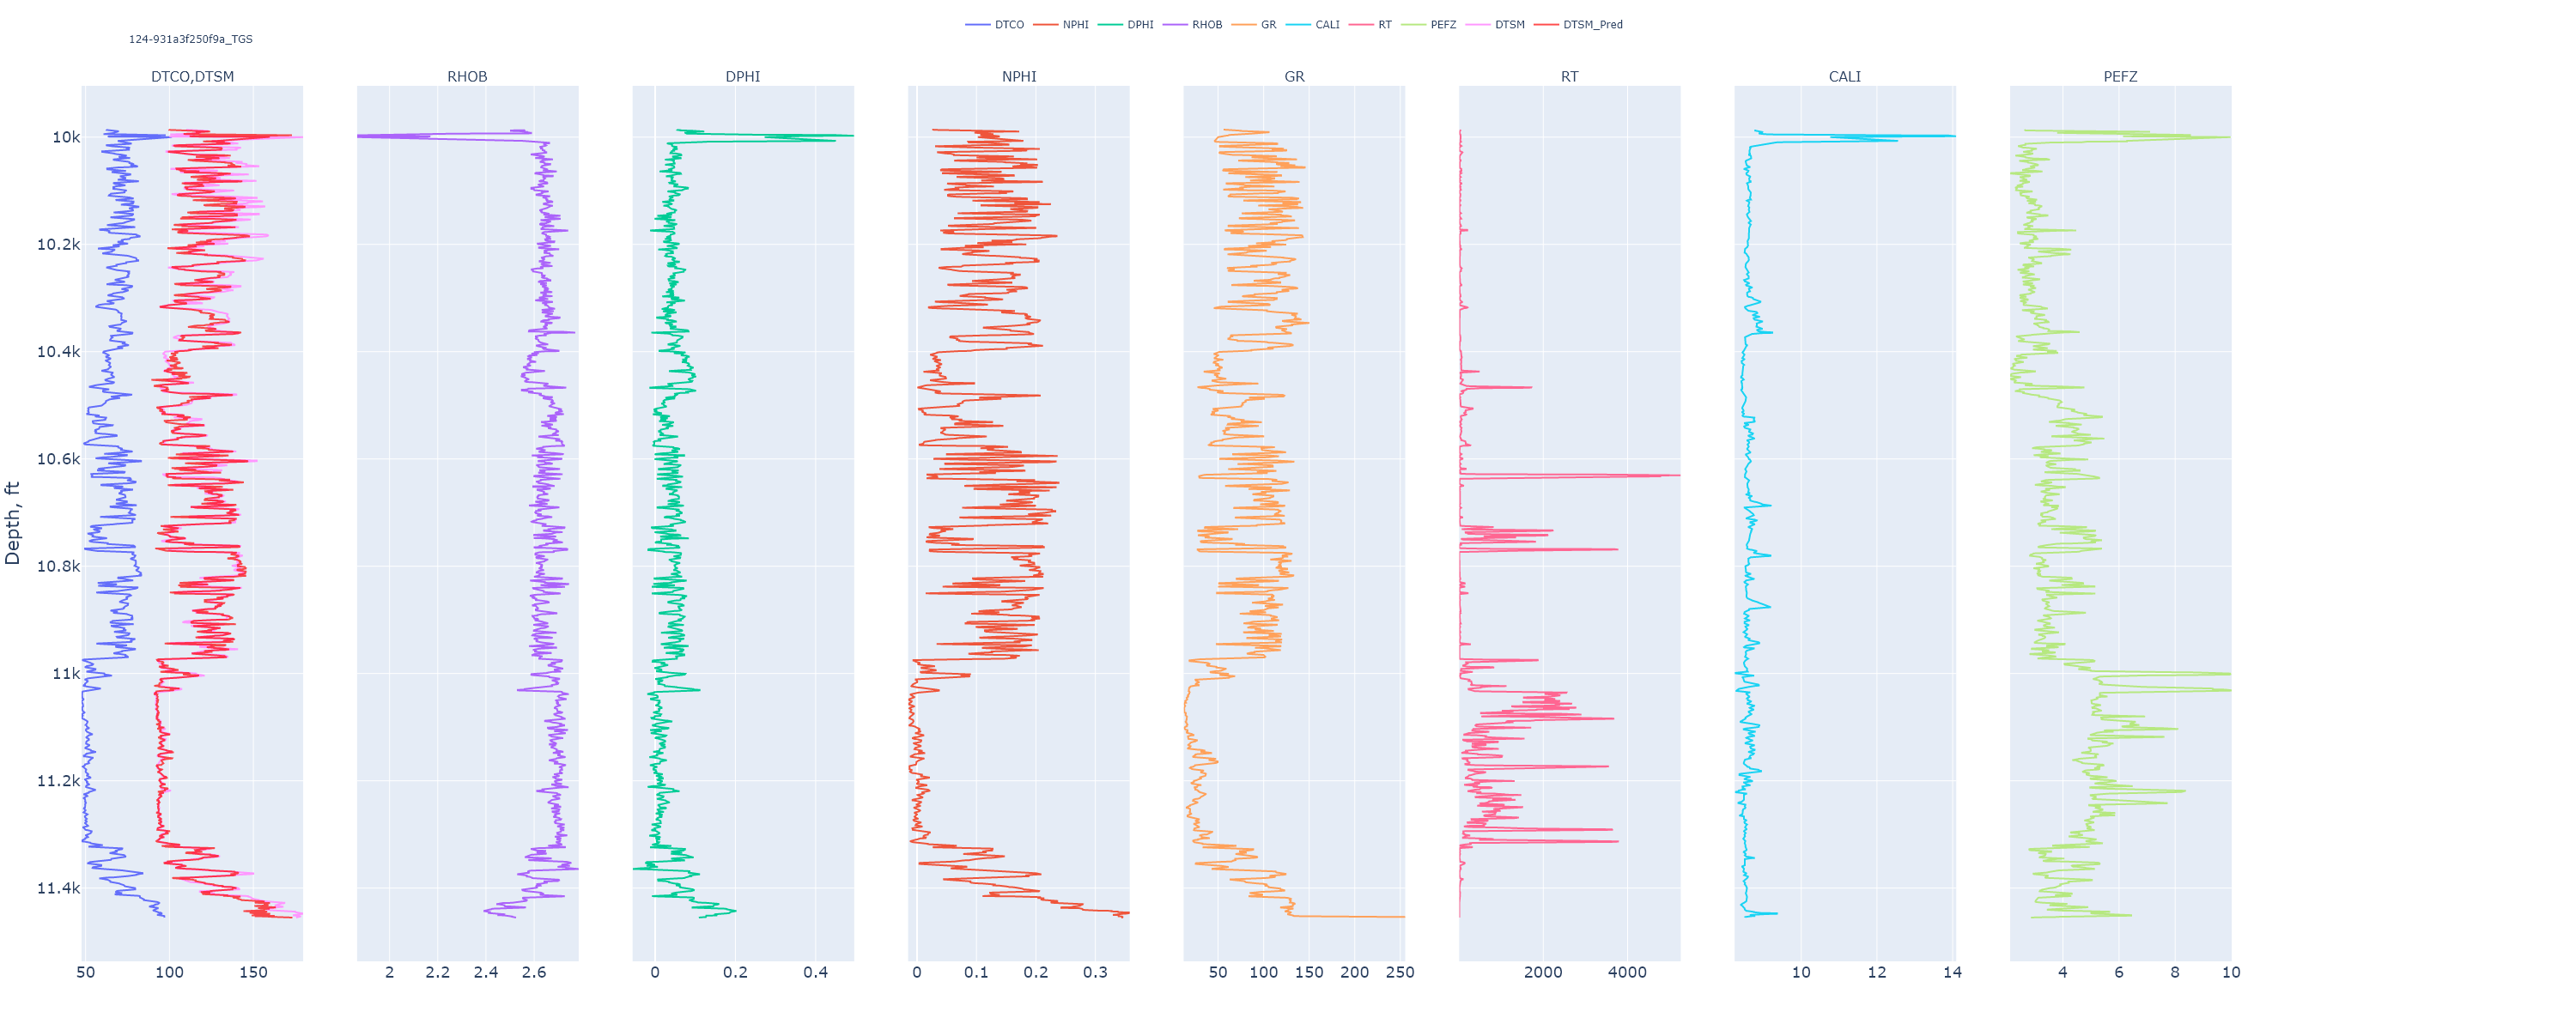 DTCO NPHI DPHI RHOB GR CALI RT PEFZ DTSM DTSM_Pred
124-931a3f250f9a_TGS
DTCO,DTSM RHOB DPHI NPHI GR RT CALI PEFZ
Depth, ft
10k
10.2k
10.4k
10.6k
10.8k
11k
11.2k
11.4k
50 100 150 2 2.2 2.4 2.6 0 0.2 0.4 0 0.1 0.2 0.3 50 100 150 200 250 2000 4000 10 12 14 4 6 8 10